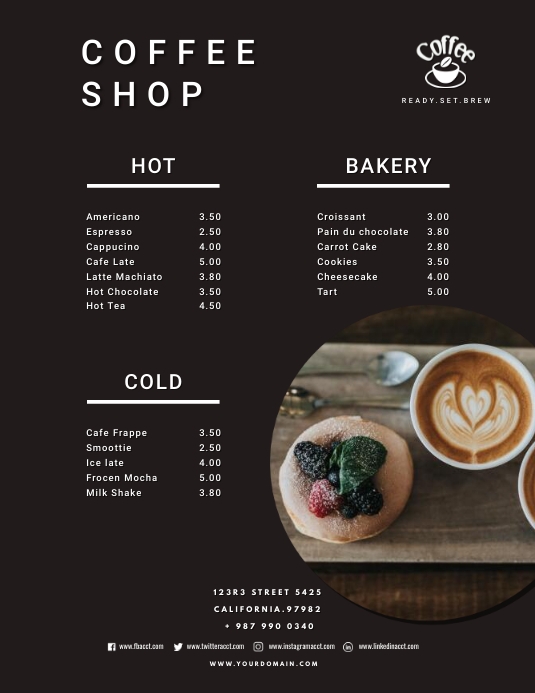 COFFEE
SHOP
Coffee
READY.SET.BREW
HOT
Americano 3.50
Espresso 2.50
Cappucino 4.00
Cafe Late 5.00
Latte Machiato 3.80
Hot Chocolate 3.50
Hot Tea 4.50
BAKERY
Croissant 3.00
Pain du chocolate 3.80
Carrot Cake 2.80
Cookies 3.50
Cheesecake 4.00
Tart 5.00
COLD
Cafe Frappe 3.50
Smoottie 2.50
Ice late 4.00
Frocen Mocha 5.00
Milk Shake 3.80
123R3 STREET 5425
CALIFORNIA.97982
+ 987 990 0340
www.fbacct.com www.twitteracct.com www.instagramacct.com in www.linkedinacct.com
WWW.YOURDOMAIN.COM